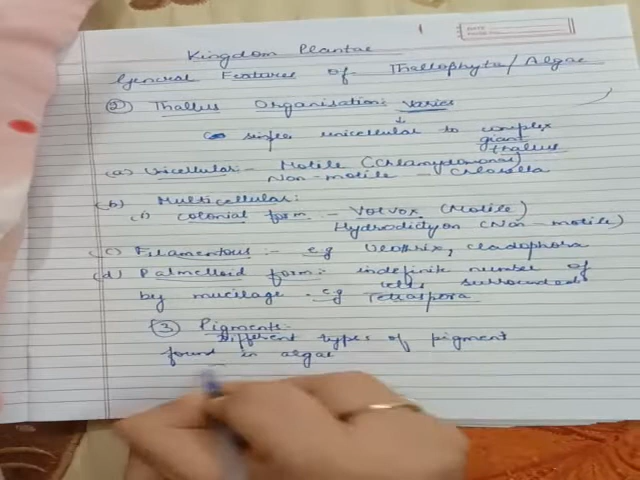 Kingdom Plantae
General Features of Thallophyta/Algae
② Thallus Organisation: varies
↓
simple unicellular to complex
giant
thallus
(a) Unicellular:- Motile (Chlamydomonas)
Non-motile - Chlorella
(b) Multicellular:
(i) Colonial form - Volvox (Motile)
Hydrodictyon (Non-motile)
(c) Filamentous:- e.g Ulothrix, Cladophora
(d) Palmelloid form: indefinite number of
cells surrounded
by mucilage. e.g Tetraspora
③ Pigments-
Different types of pigment
found in algae